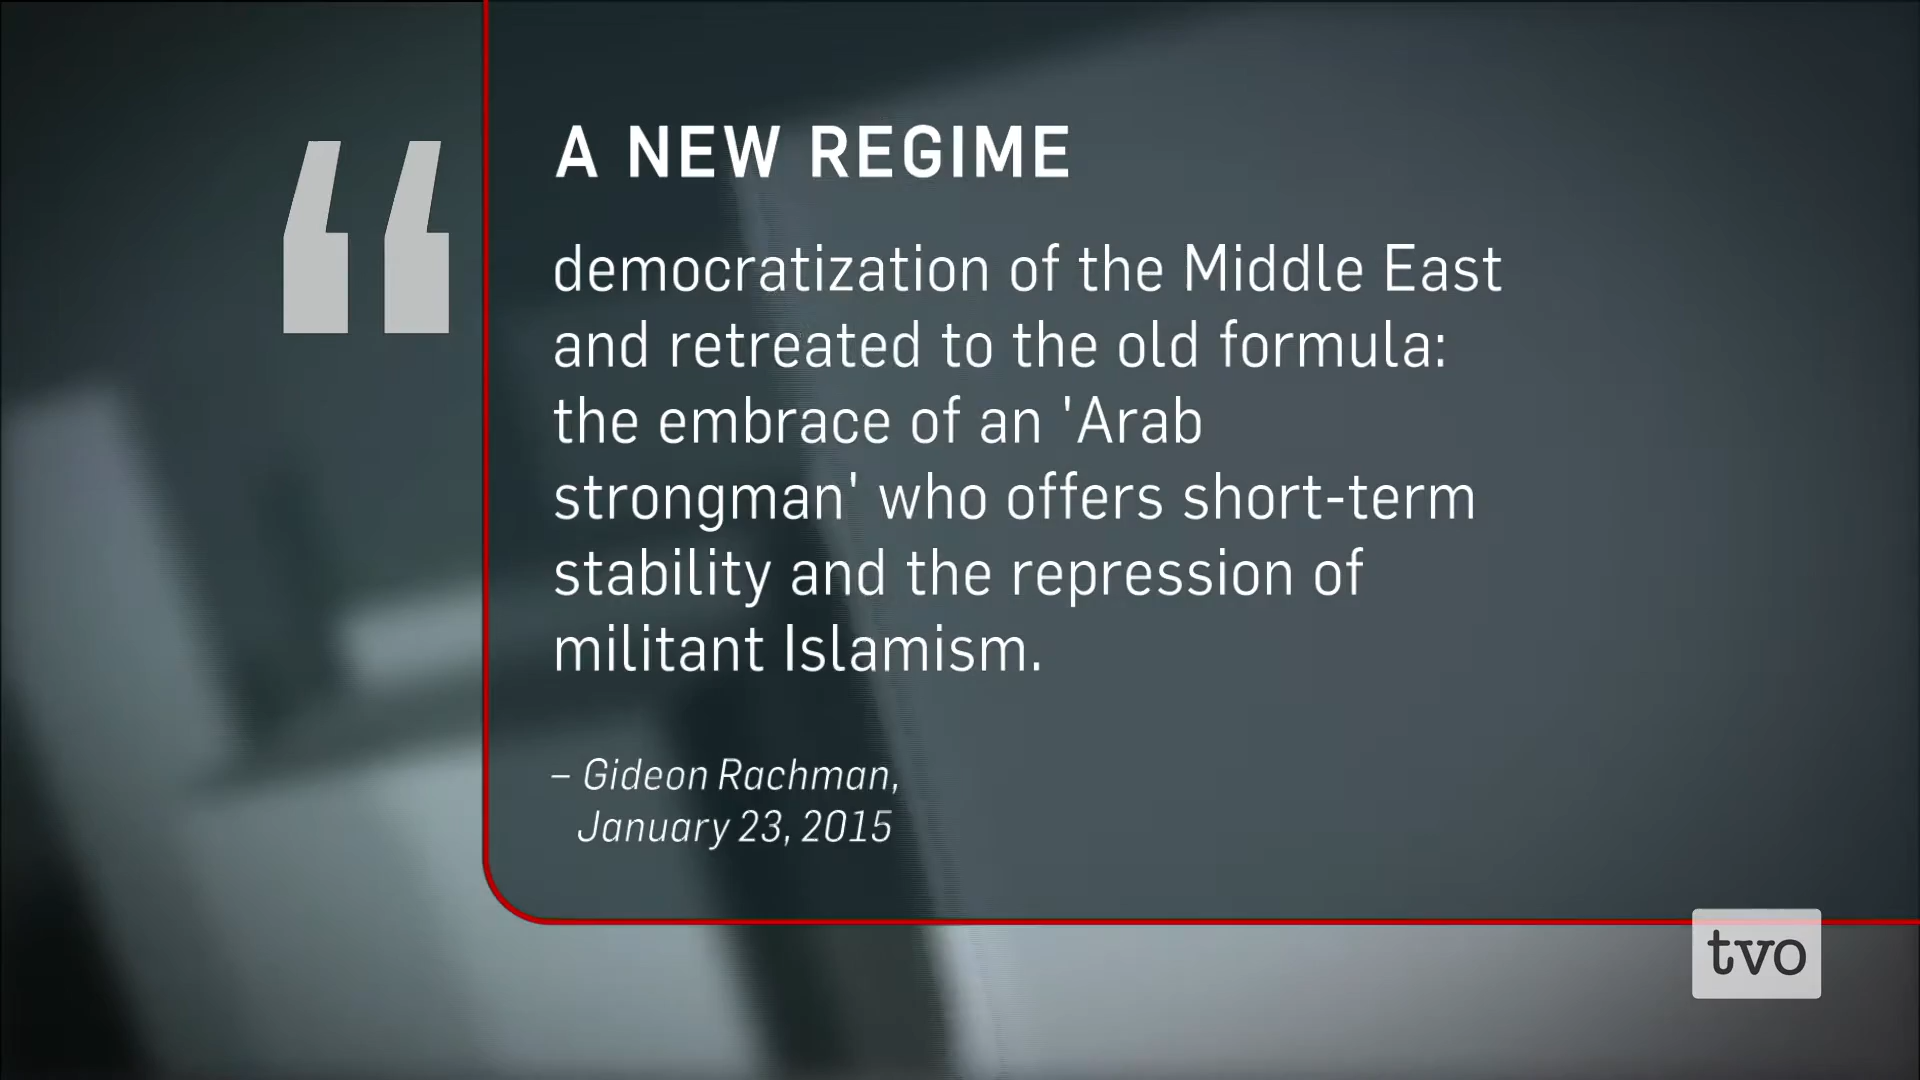 A NEW REGIME
democratization of the Middle East
and retreated to the old formula:
the embrace of an 'Arab
strongman' who offers short-term
stability and the repression of
militant Islamism.
– Gideon Rachman,
January 23, 2015
tvo